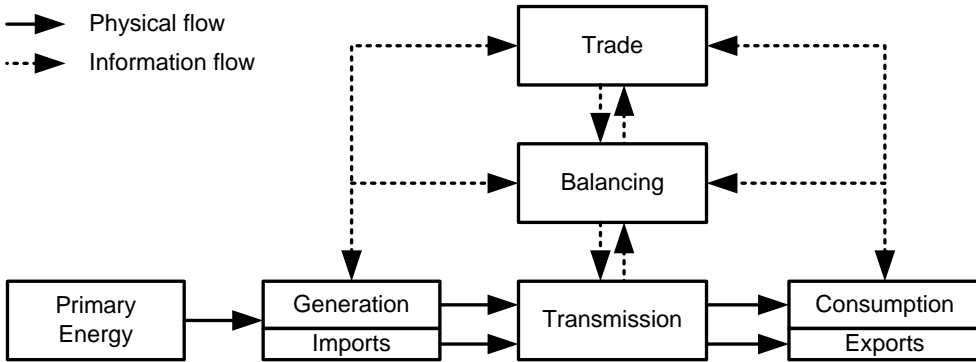 Physical flow
Information flow
Trade
Balancing
Primary
Energy
Generation
Imports
Transmission
Consumption
Exports